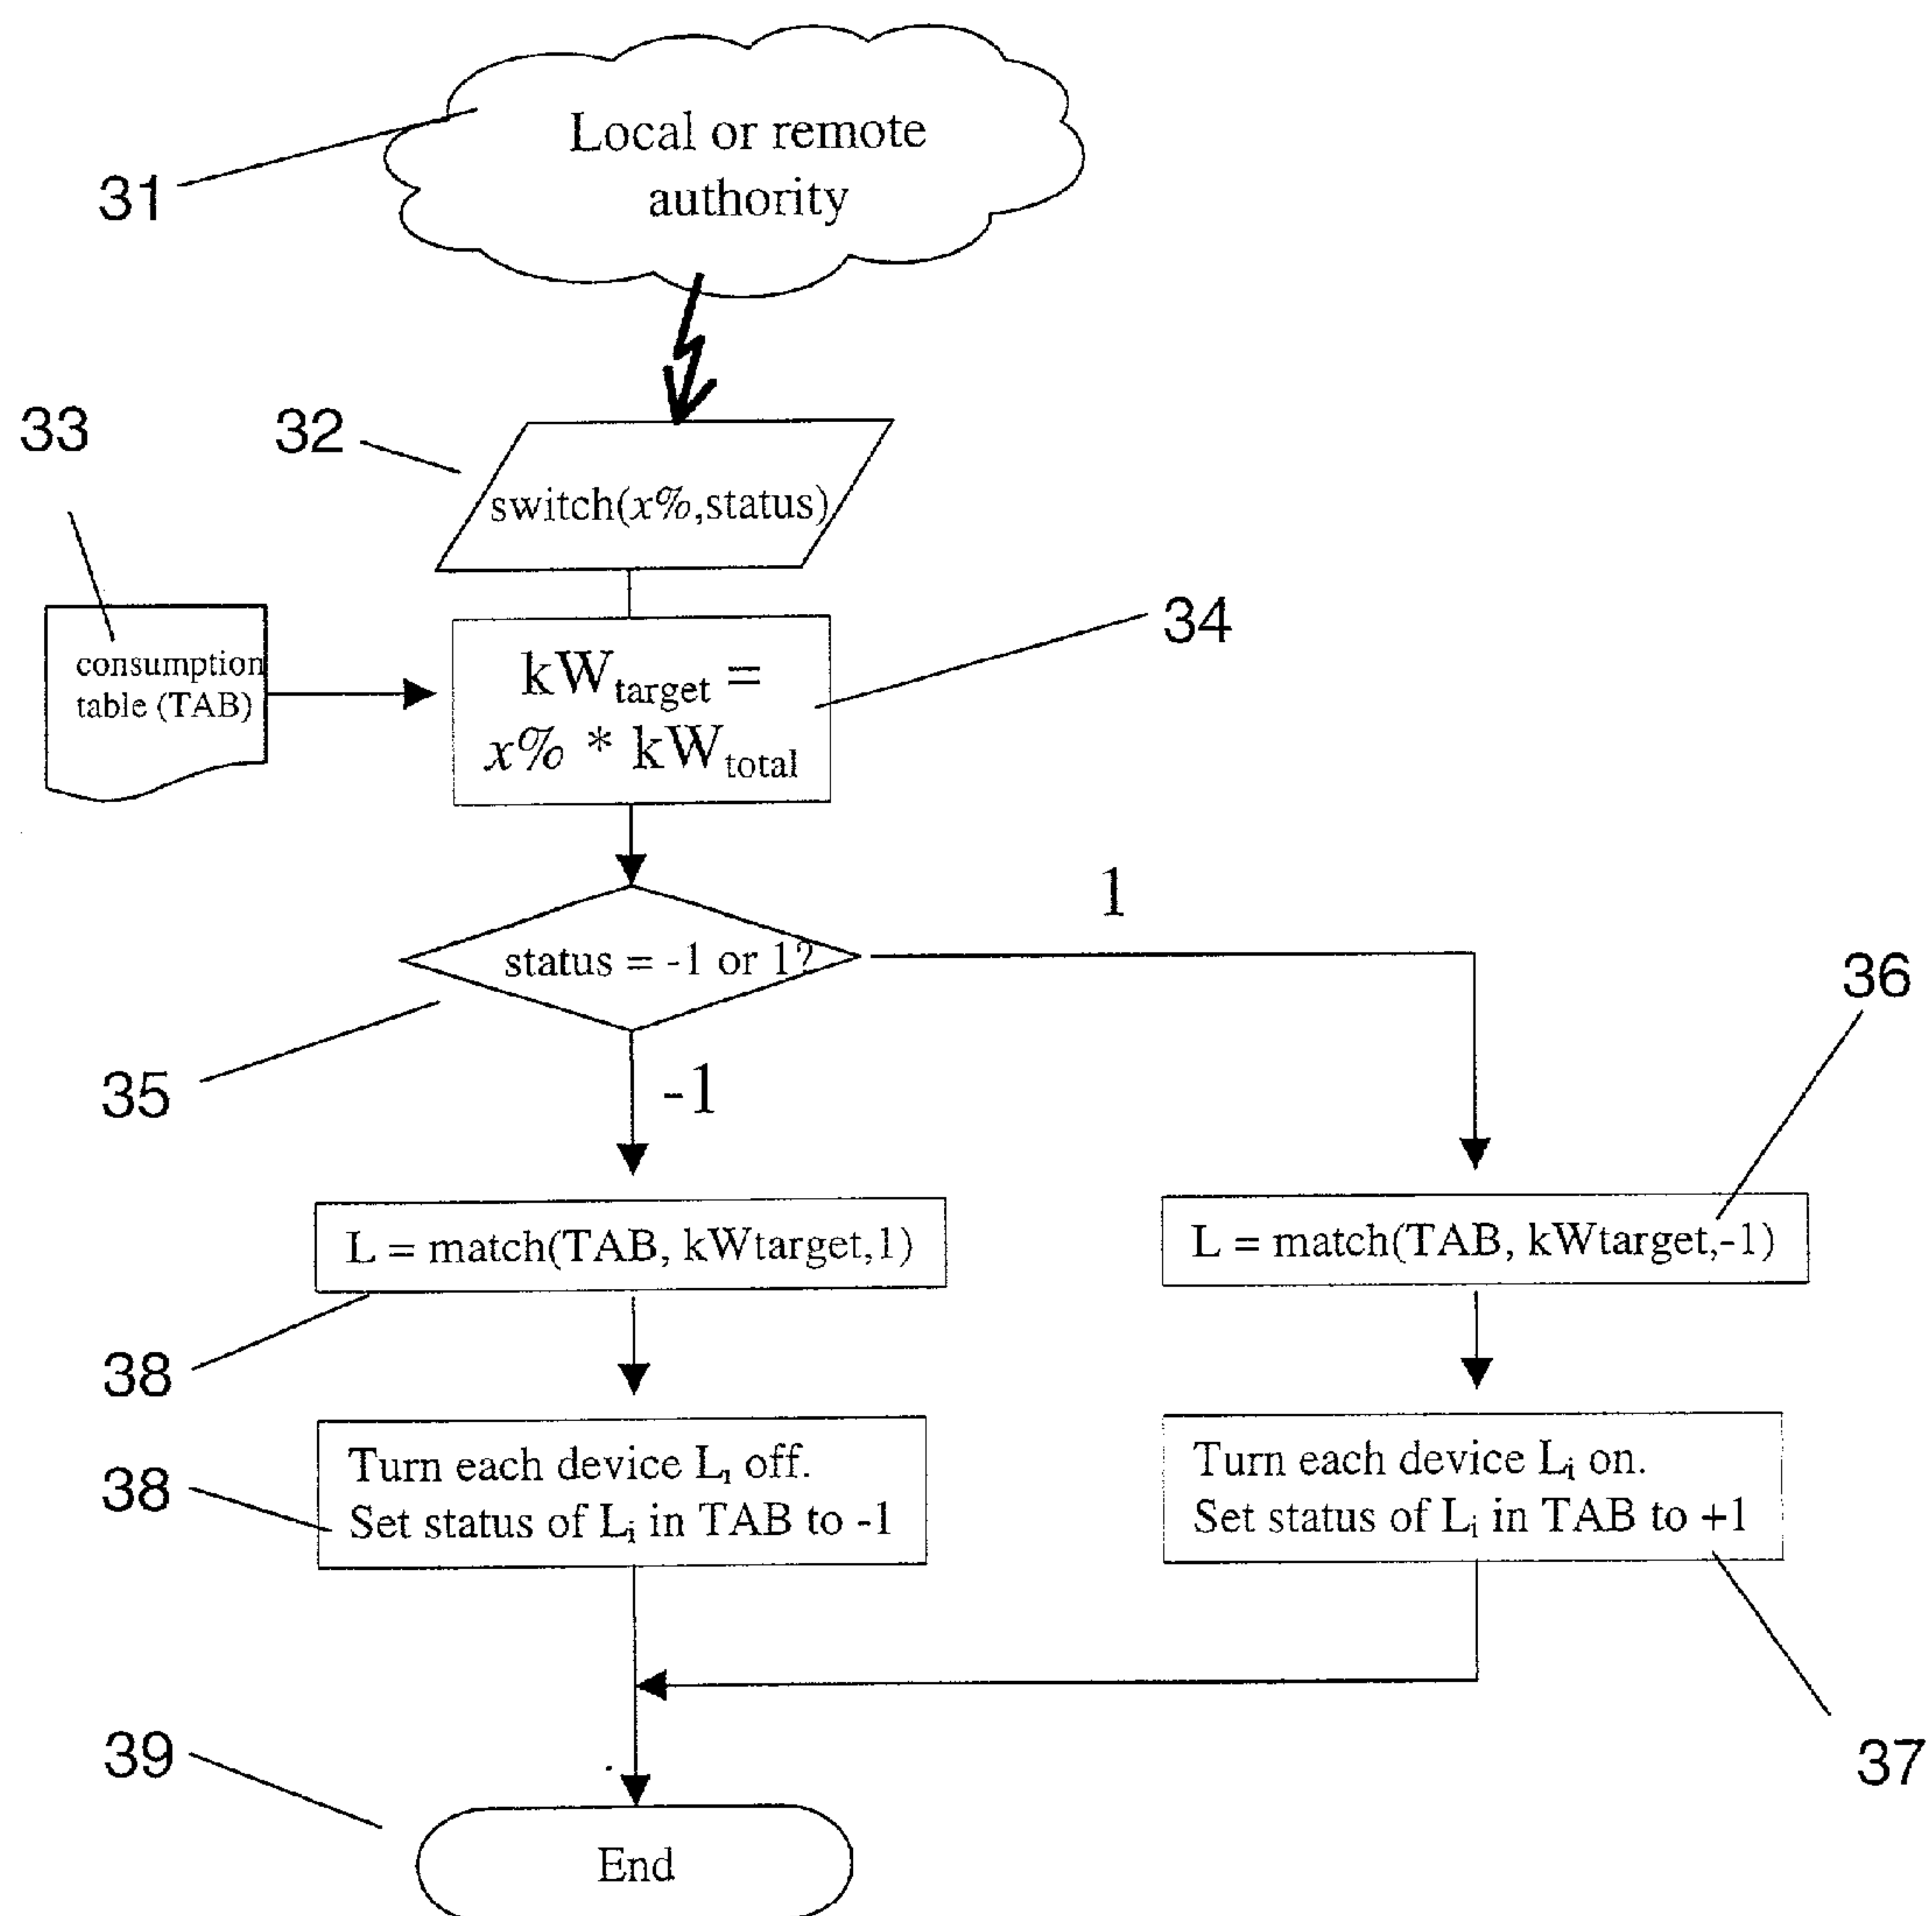 Local or remote
authority
31
33
32
switch(x%,status)
34
consumption
table (TAB)
kWtarget =
x% * kWtotal
1
status = -1 or 1?
36
35
-1
L = match(TAB, kWtarget,1)
L = match(TAB, kWtarget,-1)
38
Turn each device Li off.
Set status of Li in TAB to -1
38
Turn each device Li on.
Set status of Li in TAB to +1
39
37
End